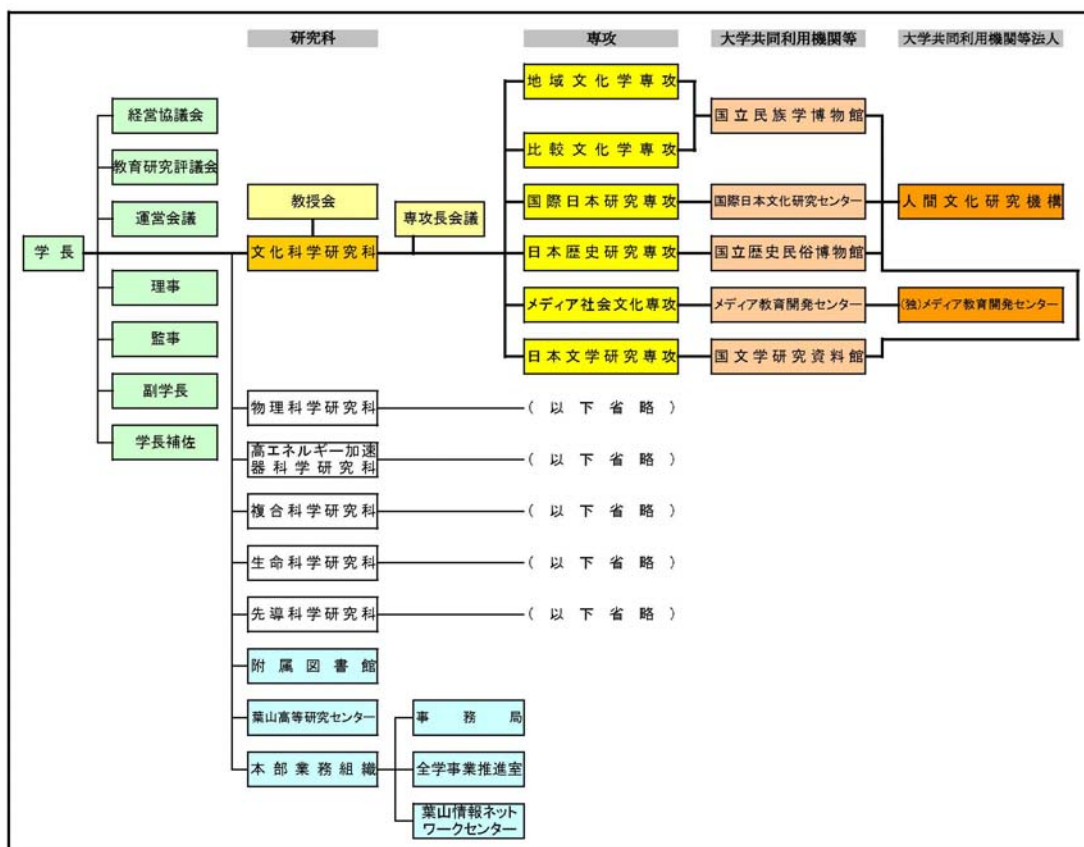 研究科
専攻
大学共同利用機関等
大学共同利用機関等法人
学長
経営協議会
教育研究評議会
運営会議
理事
監事
副学長
学長補佐
教授会
文化科学研究科
専攻長会議
地域文化学専攻
比較文化学専攻
国際日本研究専攻
日本歴史研究専攻
メディア社会文化専攻
日本文学研究専攻
国立民族学博物館
国際日本文化研究センター
国立歴史民俗博物館
メディア教育開発センター
国文学研究資料館
人間文化研究機構
(独)メディア教育開発センター
物理科学研究科
(以下省略)
高エネルギー加速
器科学研究科
(以下省略)
複合科学研究科
(以下省略)
生命科学研究科
(以下省略)
先導科学研究科
(以下省略)
附属図書館
葉山高等研究センター
本部業務組織
事務局
全学事業推進室
葉山情報ネット
ワークセンター